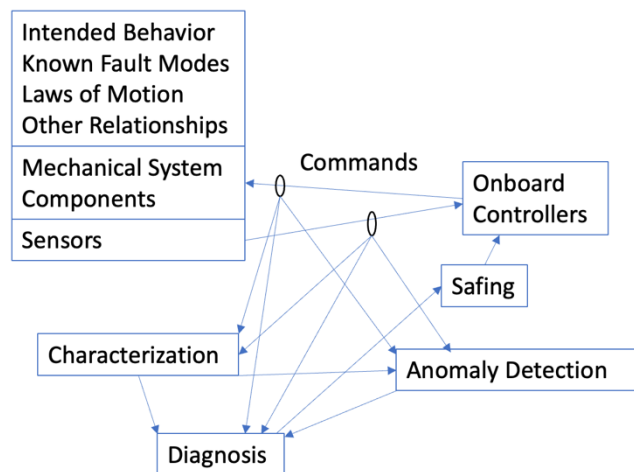 Intended Behavior
Known Fault Modes
Laws of Motion
Other Relationships
Mechanical System
Components
Sensors
Commands
Onboard
Controllers
Safing
Characterization
Anomaly Detection
Diagnosis